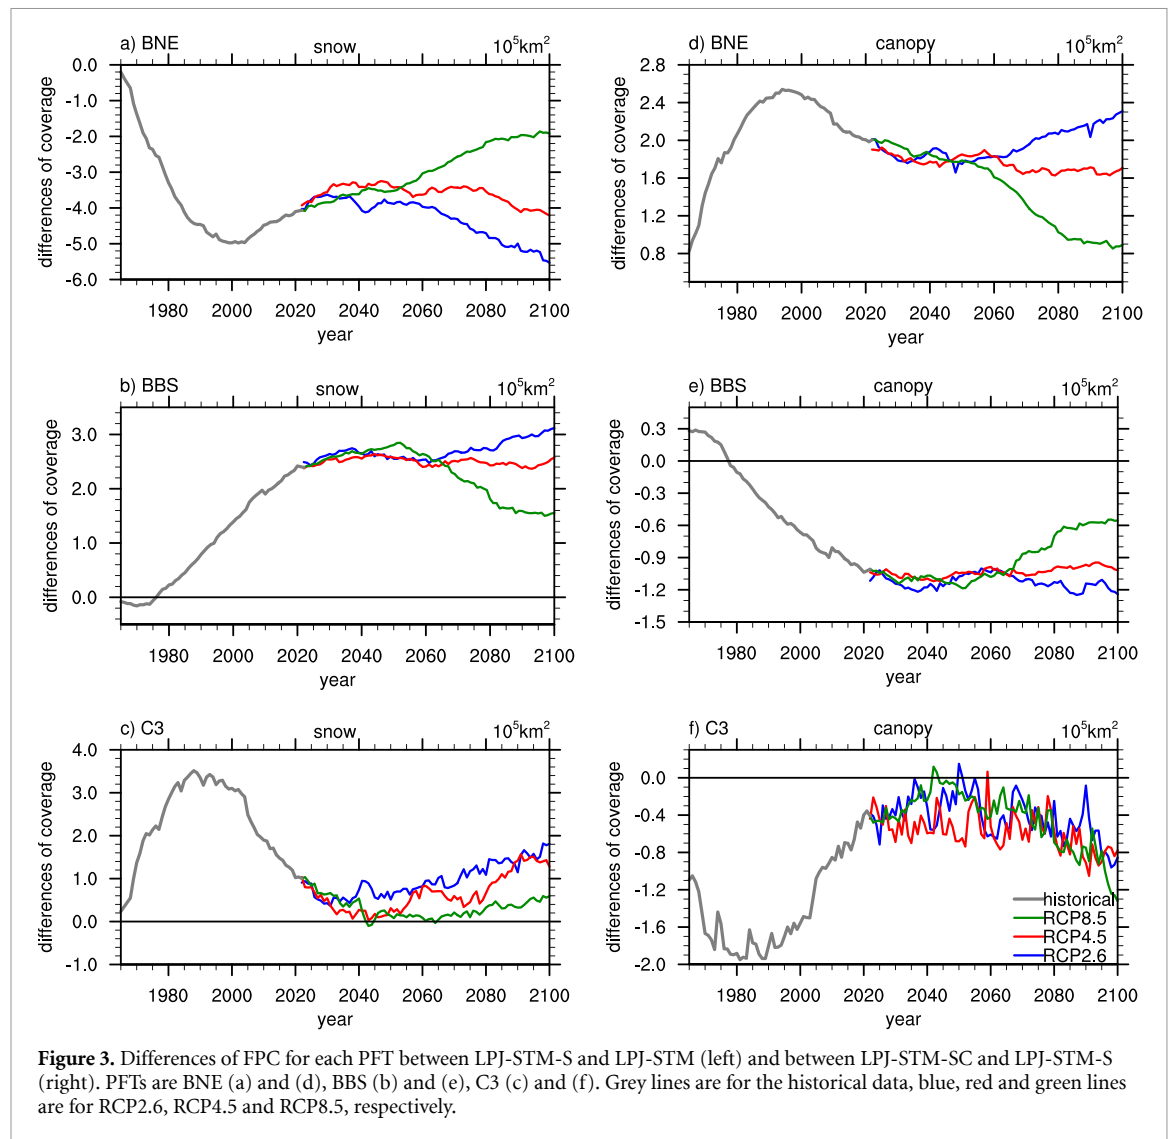 a) BNE snow 10⁵km²
0.0
-1.0
-2.0
-3.0
-4.0
-5.0
-6.0
differences of coverage
1980 2000 2020 2040 2060 2080 2100
year
d) BNE canopy 10⁵km²
2.8
2.4
2.0
1.6
1.2
0.8
differences of coverage
1980 2000 2020 2040 2060 2080 2100
year
b) BBS snow 10⁵km²
3.0
2.0
1.0
0.0
differences of coverage
1980 2000 2020 2040 2060 2080 2100
year
e) BBS canopy 10⁵km²
0.3
0.0
-0.3
-0.6
-0.9
-1.2
-1.5
differences of coverage
1980 2000 2020 2040 2060 2080 2100
year
c) C3 snow 10⁵km²
4.0
3.0
2.0
1.0
0.0
-1.0
differences of coverage
1980 2000 2020 2040 2060 2080 2100
year
f) C3 canopy 10⁵km²
0.0
-0.4
-0.8
-1.2
-1.6
-2.0
differences of coverage
historical
RCP8.5
RCP4.5
RCP2.6
1980 2000 2020 2040 2060 2080 2100
year
Figure 3. Differences of FPC for each PFT between LPJ-STM-S and LPJ-STM (left) and between LPJ-STM-SC and LPJ-STM-S
(right). PFTs are BNE (a) and (d), BBS (b) and (e), C3 (c) and (f). Grey lines are for the historical data, blue, red and green lines
are for RCP2.6, RCP4.5 and RCP8.5, respectively.